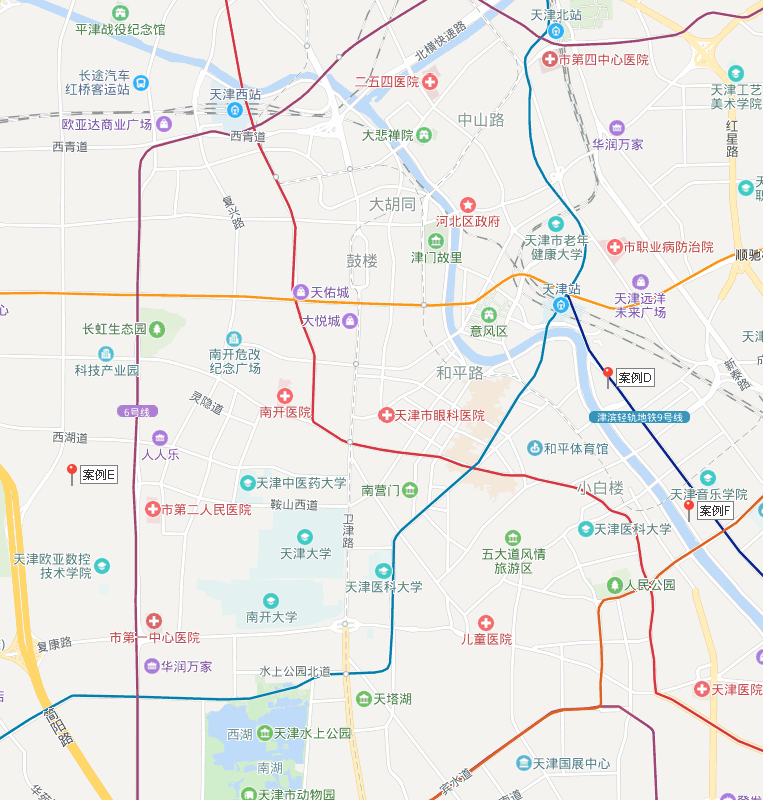 平津战役纪念馆
天津北站
北横快速路
市第四中心医院
长途汽车
红桥客运站
天津西站
二五四医院
天津工艺
美术学院
欧亚达商业广场
西青道
西青道
大悲禅院
中山路
华润万家
红星路
复兴路
大胡同
河北区政府
天
职
津门故里
天津市老年
健康大学
市职业病防治院
顺驰桥
鼓楼
天佑城
天津站
天津远洋
未来广场
心
大悦城
意风区
长虹生态园
南开危改
纪念广场
科技产业园
和平路
天津
成
新泰路
案例D
灵隐道
南开医院
天津市眼科医院
6号线
津滨轻轨地铁9号线
西湖道
人人乐
和平体育馆
案例E
天津中医药大学
南营门
小白楼
天津音乐学院
鞍山西道
市第二人民医院
案例F
卫津路
天津医科大学
天津大学
五大道风情
旅游区
天津欧亚数控
技术学院
天津医科大学
人民公园
南开大学
市第一中心医院
儿童医院
复康路
华润万家
水上公园北道
天津医院
天塔湖
店
简阳路
西湖
天津水上公园
南湖
天津国展中心
宾水道
天津市动物园